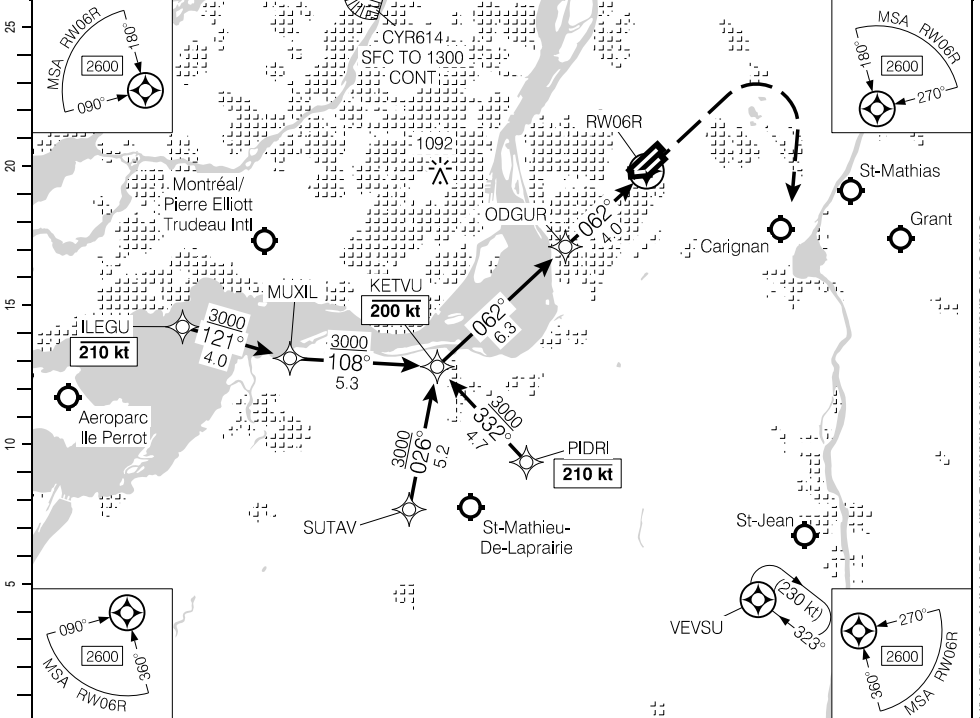 25
20
15
10
5
MSA RW06R
180°
2600
090°
CYR614
SFC TO 1300
CONT
1092
MSA RW06R
180°
2600
270°
RW06R
Montréal/
Pierre Elliott
Trudeau Intl
ODGUR
062°
4.0
St-Mathias
Grant
Carignan
MUXIL
KETVU
200 kt
062°
6.3
ILEGU
210 kt
3000
121°
4.0
3000
108°
5.3
Aeroparc
Ile Perrot
3000
026°
5.2
3000
332°
4.7
PIDRI
210 kt
SUTAV
St-Mathieu-
De-Laprairie
St-Jean
VEVSU
(230 kt)
323°
090°
2600
360°
MSA RW06R
270°
2600
360°
MSA RW06R